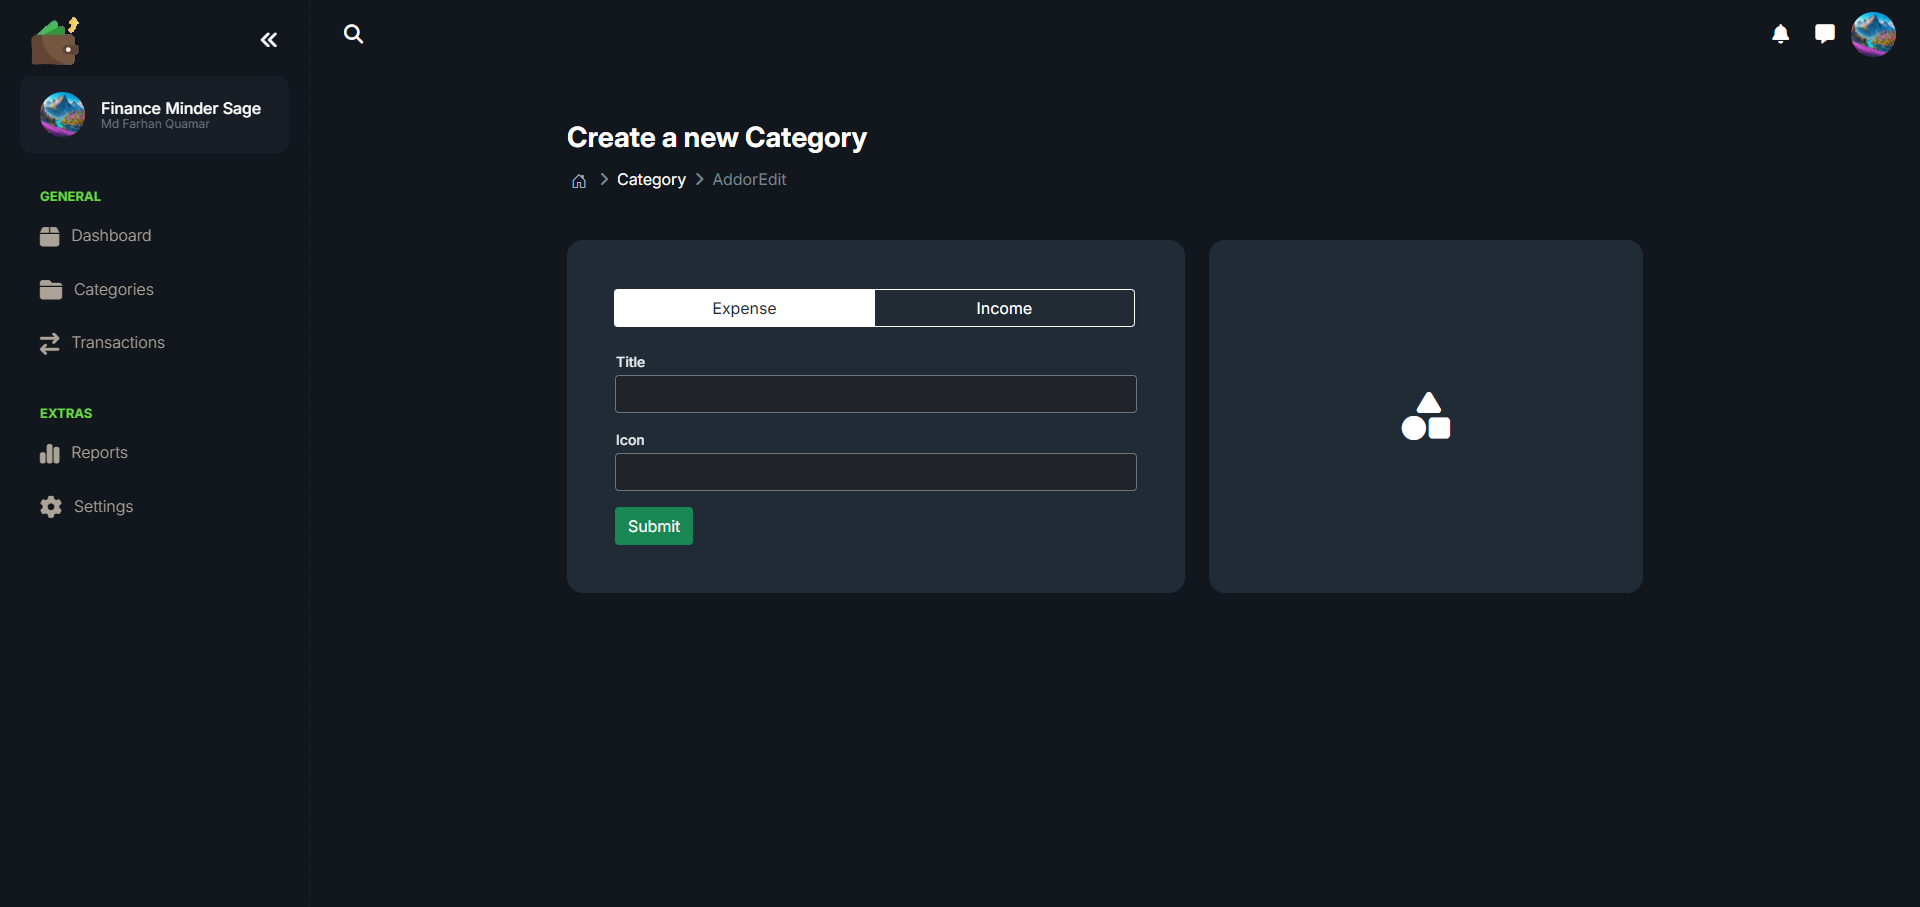 Finance Minder Sage
Md Farhan Quamar
GENERAL
Dashboard
Categories
Transactions
EXTRAS
Reports
Settings
Create a new Category
Category AddorEdit
Expense Income
Title
Icon
Submit